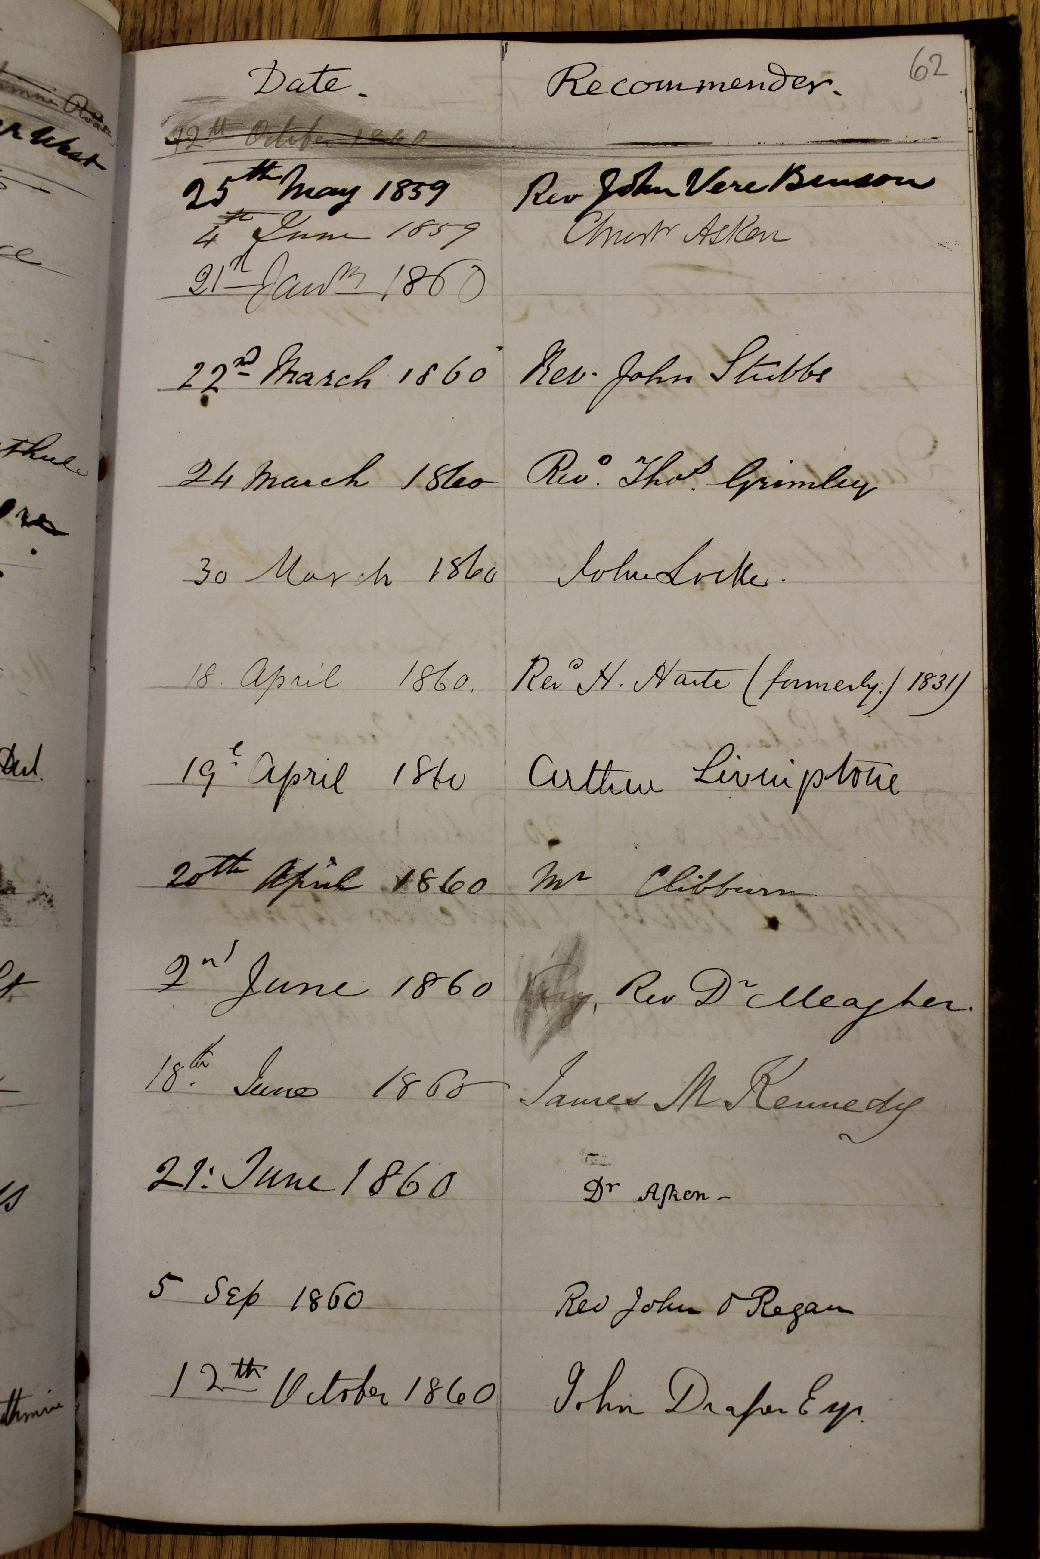 62
Date. Recommender.
12th October 1860
25th May 1859 Rev John Vere Benson
4th June 1859 Christr Asken
21st Jany 1860
22nd March 1860 Rev. John Stubbs
24 March 1860 Revd. Thos. Grimley
30 March 1860 John Locke.
18. April 1860. Revd H. Harte (formerly) 1831)
19t April 1860 Arthur Livingstone
20th April 1860 Mr Clibburn
2nd June 1860 Rev Dr Meagher.
18th June 1860 James M Kennedy
21. June 1860 Dr Asken-
5 Sep 1860 Rev John O Regan
12th October 1860 John Draper Esqr.